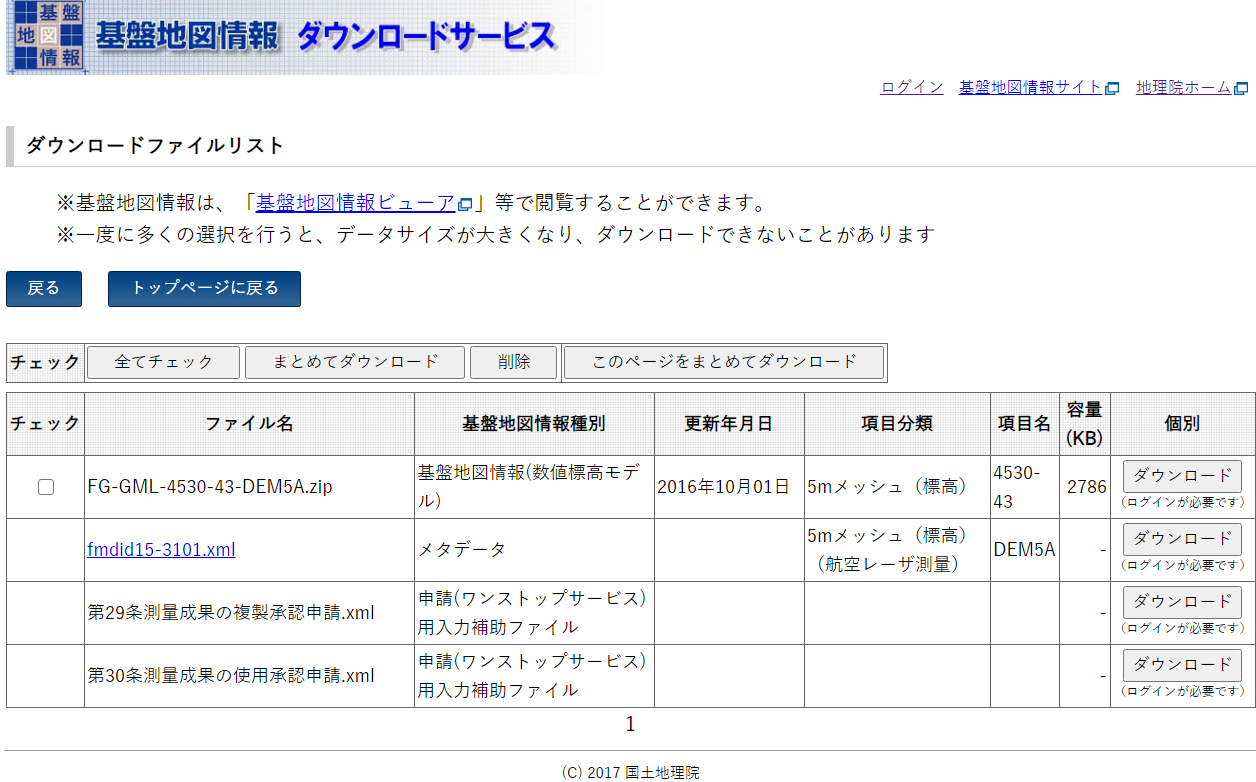 基盤
地図
情報
基盤地図情報 ダウンロードサービス
ログイン 基盤地図情報サイト 地理院ホーム
ダウンロードファイルリスト
※基盤地図情報は、「基盤地図情報ビューア」等で閲覧することができます。
※一度に多くの選択を行うと、データサイズが大きくなり、ダウンロードできないことがあります
戻る トップページに戻る
チェック 全てチェック まとめてダウンロード 削除 このページをまとめてダウンロード
チェック ファイル名 基盤地図情報種別 更新年月日 項目分類 項目名 容量(KB) 個別
FG-GML-4530-43-DEM5A.zip 基盤地図情報(数値標高モデル) 2016年10月01日 5mメッシュ（標高） 4530-43 2786 ダウンロード
（ログインが必要です）
fmdid15-3101.xml メタデータ 5mメッシュ（標高）（航空レーザ測量） DEM5A - ダウンロード
（ログインが必要です）
第29条測量成果の複製承認申請.xml 申請(ワンストップサービス)用入力補助ファイル - ダウンロード
（ログインが必要です）
第30条測量成果の使用承認申請.xml 申請(ワンストップサービス)用入力補助ファイル - ダウンロード
（ログインが必要です）
1
(C) 2017 国土地理院